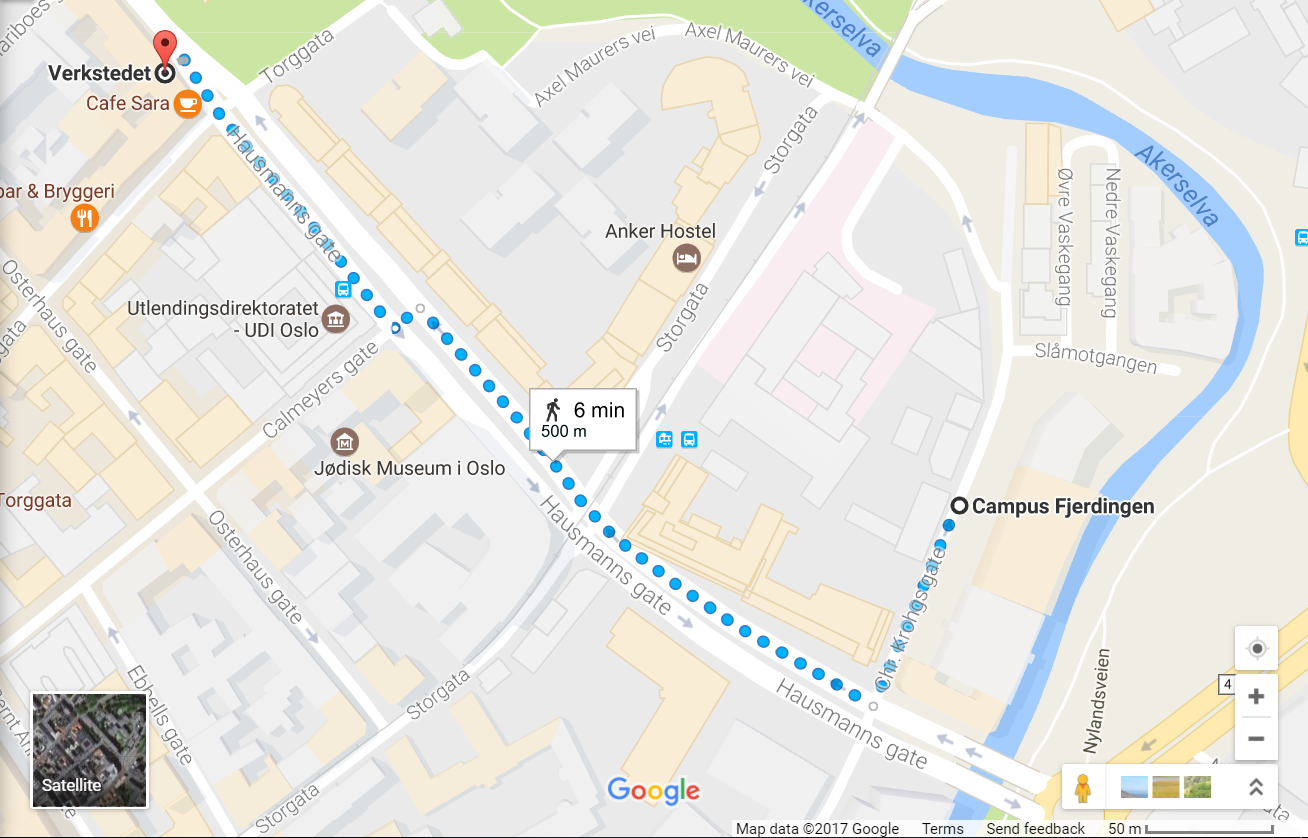 ariboes
Akerselva
Torggata
Axel Maurers vei
Axel Maurers vei
Verkstedet
Cafe Sara
Hausmanns gate
Storgata
Akerselva
bar & Bryggeri
Øvre Vaskegang
Nedre Vaskegang
Anker Hostel
Osterhaus gate
Utlendingsdirektoratet
- UDI Oslo
Storgata
gata
Calmeyers gate
Slåmotgangen
6 min
500 m
Jødisk Museum i Oslo
Torggata
Hausmanns gate
Campus Fjerdingen
Osterhaus gate
Chr. Krohgs gate
Ebbells gate
Storgata
Hausmanns gate
Nylandsveien
4
Satellite
Storgata
Google
Map data ©2017 Google Terms Send feedback 50 m